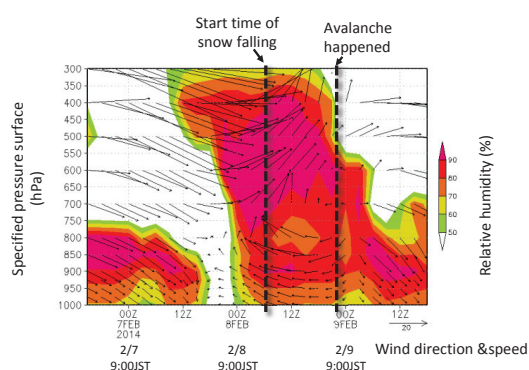 Start time of
snow falling
Avalanche
happened
Specified pressure surface
(hPa)
300
350
400
450
500
550
600
650
700
750
800
850
900
950
1000
90
80
70
60
50
Relative humidity (%)
00Z
7FEB
2014
12Z
00Z
8FEB
12Z
00Z
9FEB
20
2/7
9:00JST
2/8
9:00JST
2/9
9:00JST
Wind direction &speed